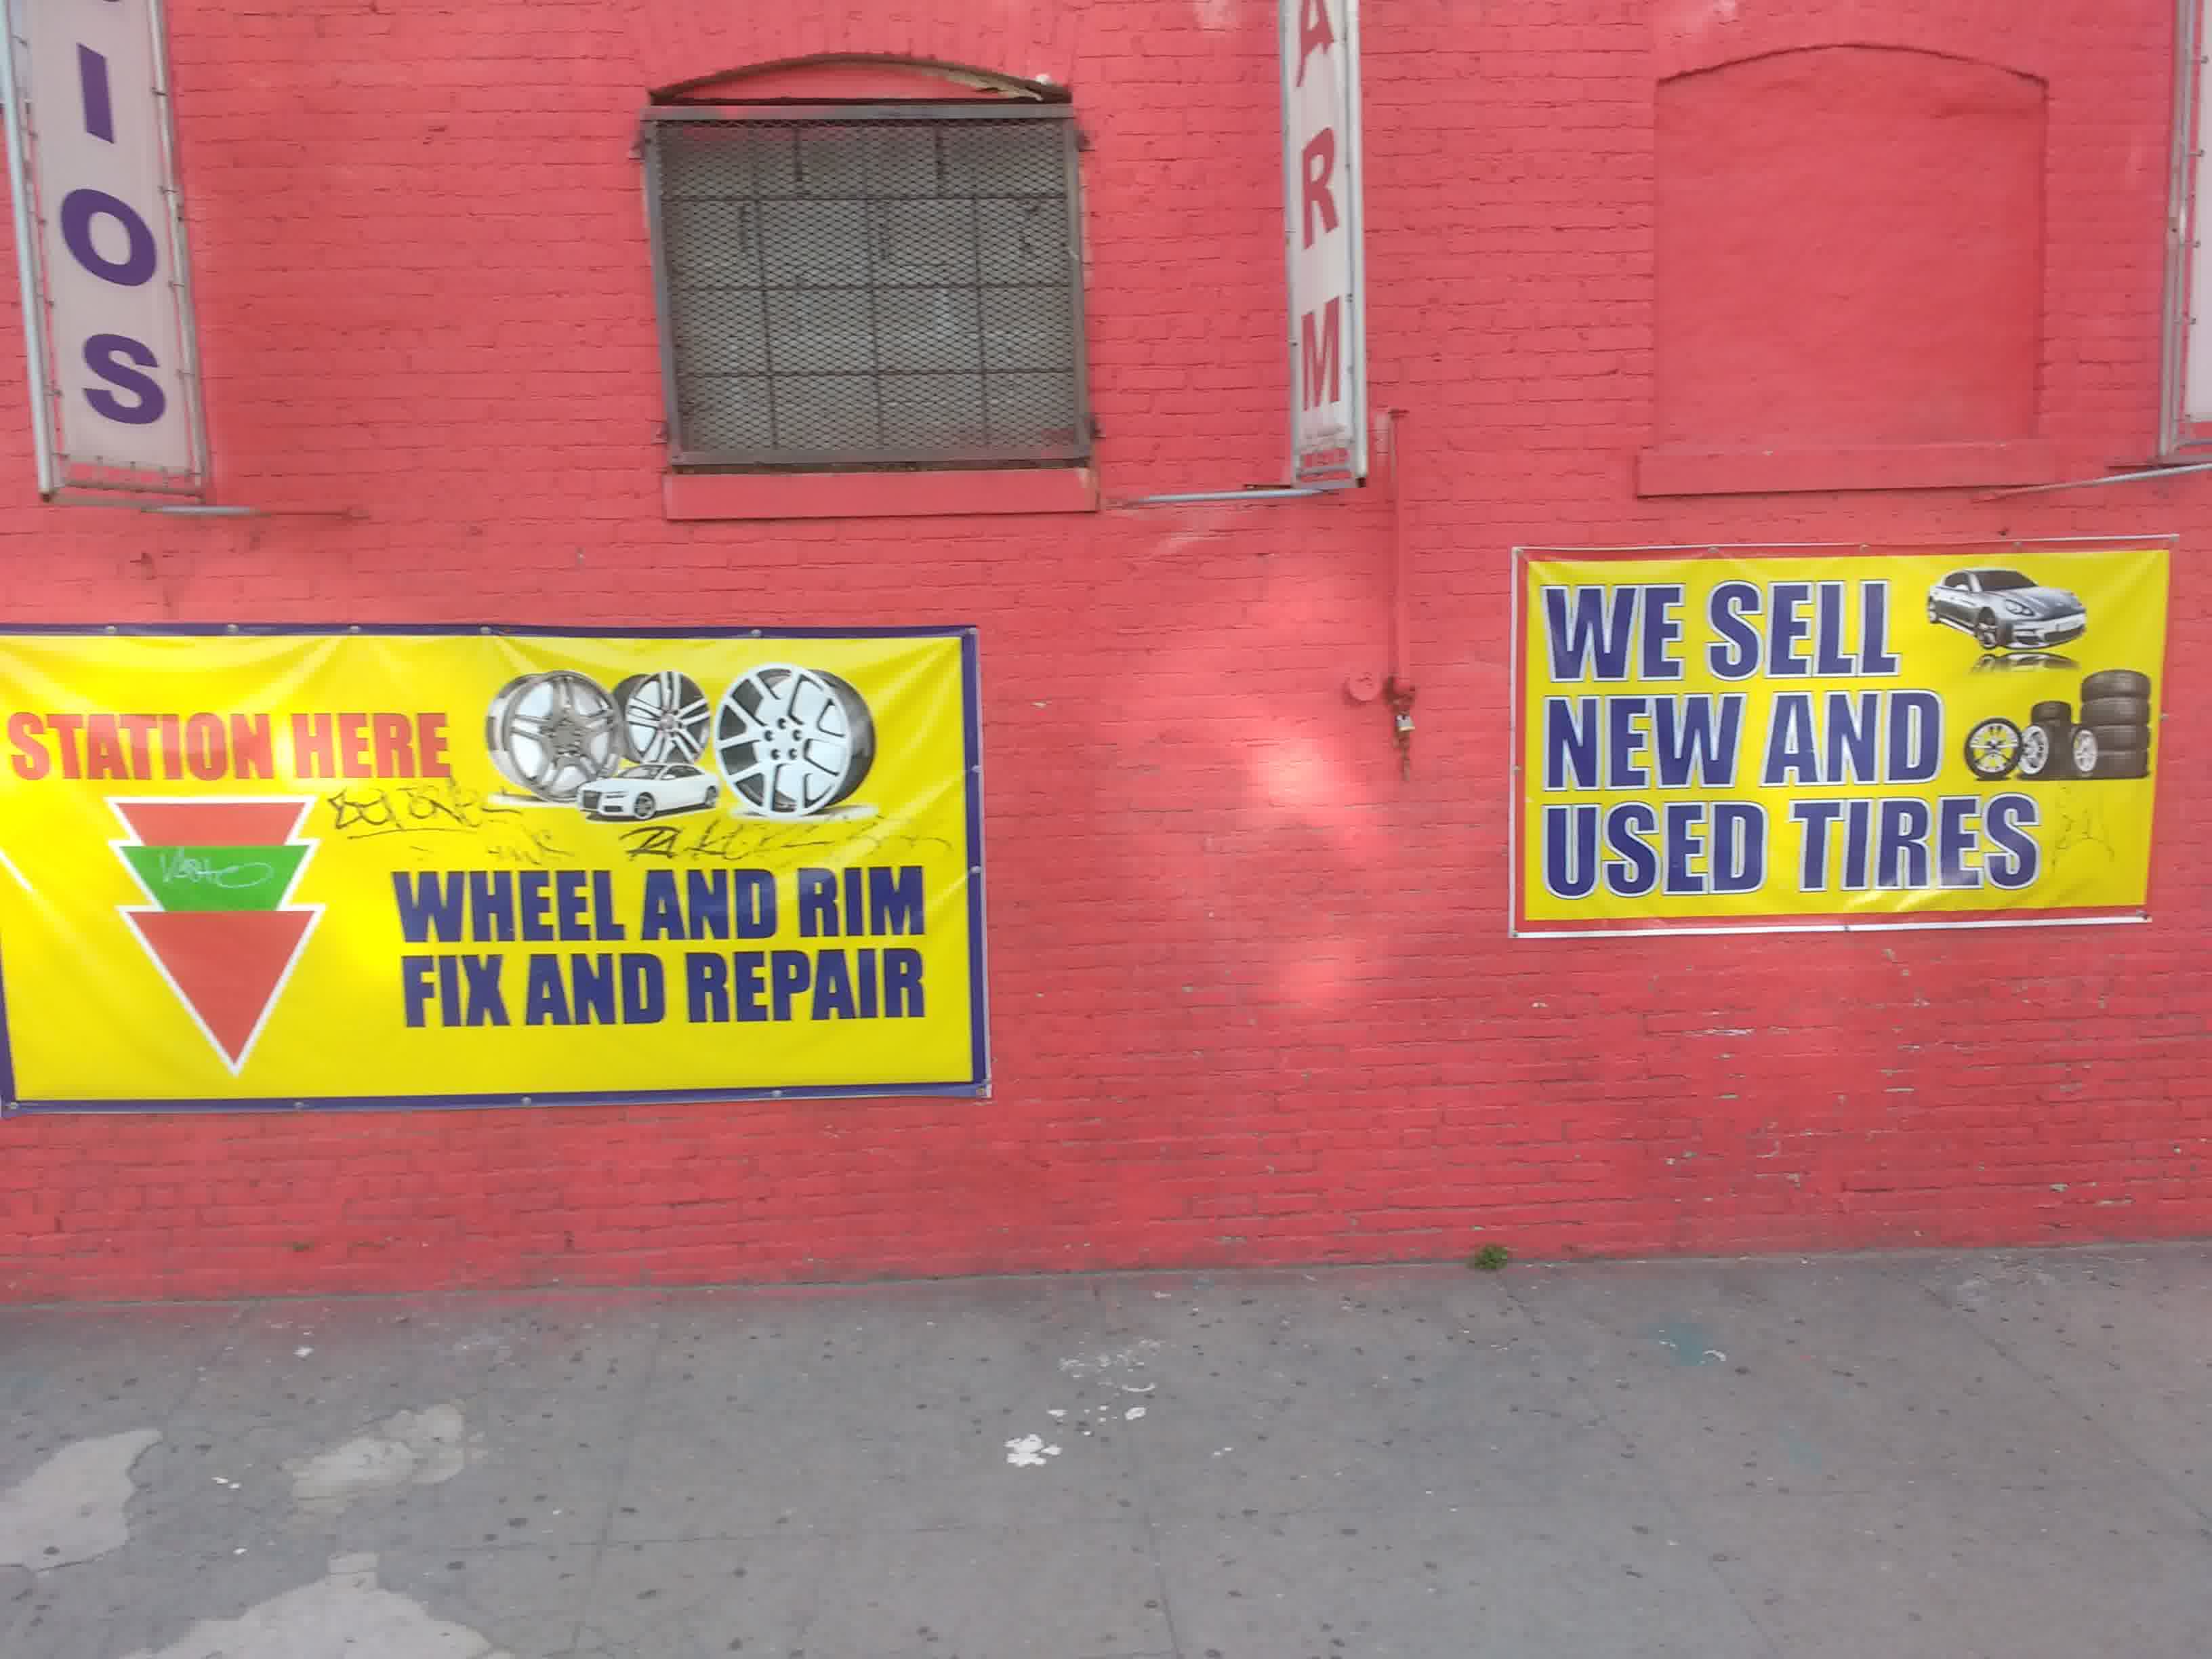 IOS
ARM
STATION HERE
WHEEL AND RIM
FIX AND REPAIR
WE SELL
NEW AND
USED TIRES